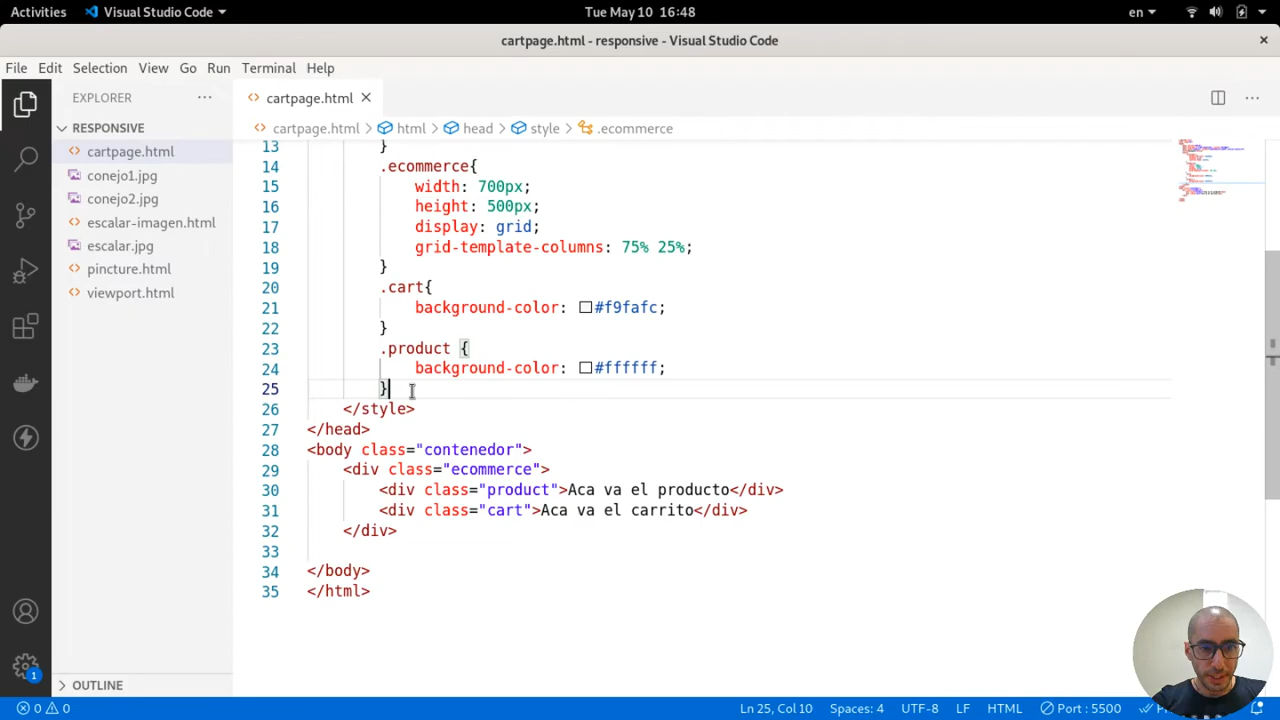 Activities Visual Studio Code Tue May 10 16:48 en
cartpage.html - responsive - Visual Studio Code
File Edit Selection View Go Run Terminal Help
EXPLORER
RESPONSIVE
cartpage.html
conejo1.jpg
conejo2.jpg
escalar-imagen.html
escalar.jpg
pincture.html
viewport.html
OUTLINE
cartpage.html
cartpage.html > html > head > style > .ecommerce
13 }
14 .ecommerce{
15 width: 700px;
16 height: 500px;
17 display: grid;
18 grid-template-columns: 75% 25%;
19 }
20 .cart{
21 background-color: #f9fafc;
22 }
23 .product {
24 background-color: #ffffff;
25 }
26 </style>
27 </head>
28 <body class="contenedor">
29 <div class="ecommerce">
30 <div class="product">Aca va el producto</div>
31 <div class="cart">Aca va el carrito</div>
32 </div>
33
34 </body>
35 </html>
1
0 0 Ln 25, Col 10 Spaces: 4 UTF-8 LF HTML Port : 5500